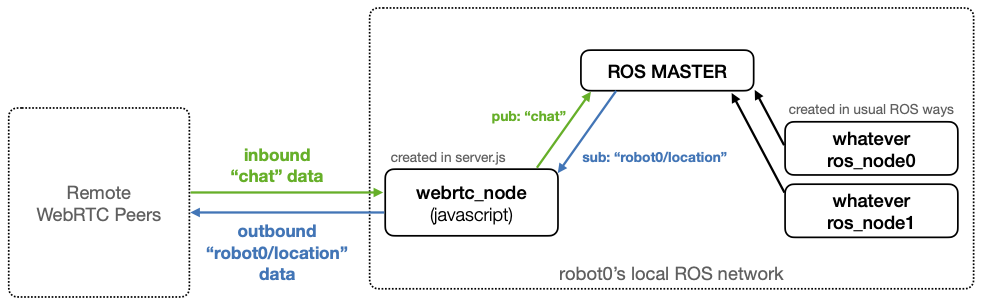 Remote
WebRTC Peers
inbound
“chat” data
outbound
“robot0/location”
data
created in server.js
webrtc_node
(javascript)
pub: “chat”
sub: “robot0/location”
ROS MASTER
created in usual ROS ways
whatever
ros_node0
whatever
ros_node1
robot0’s local ROS network